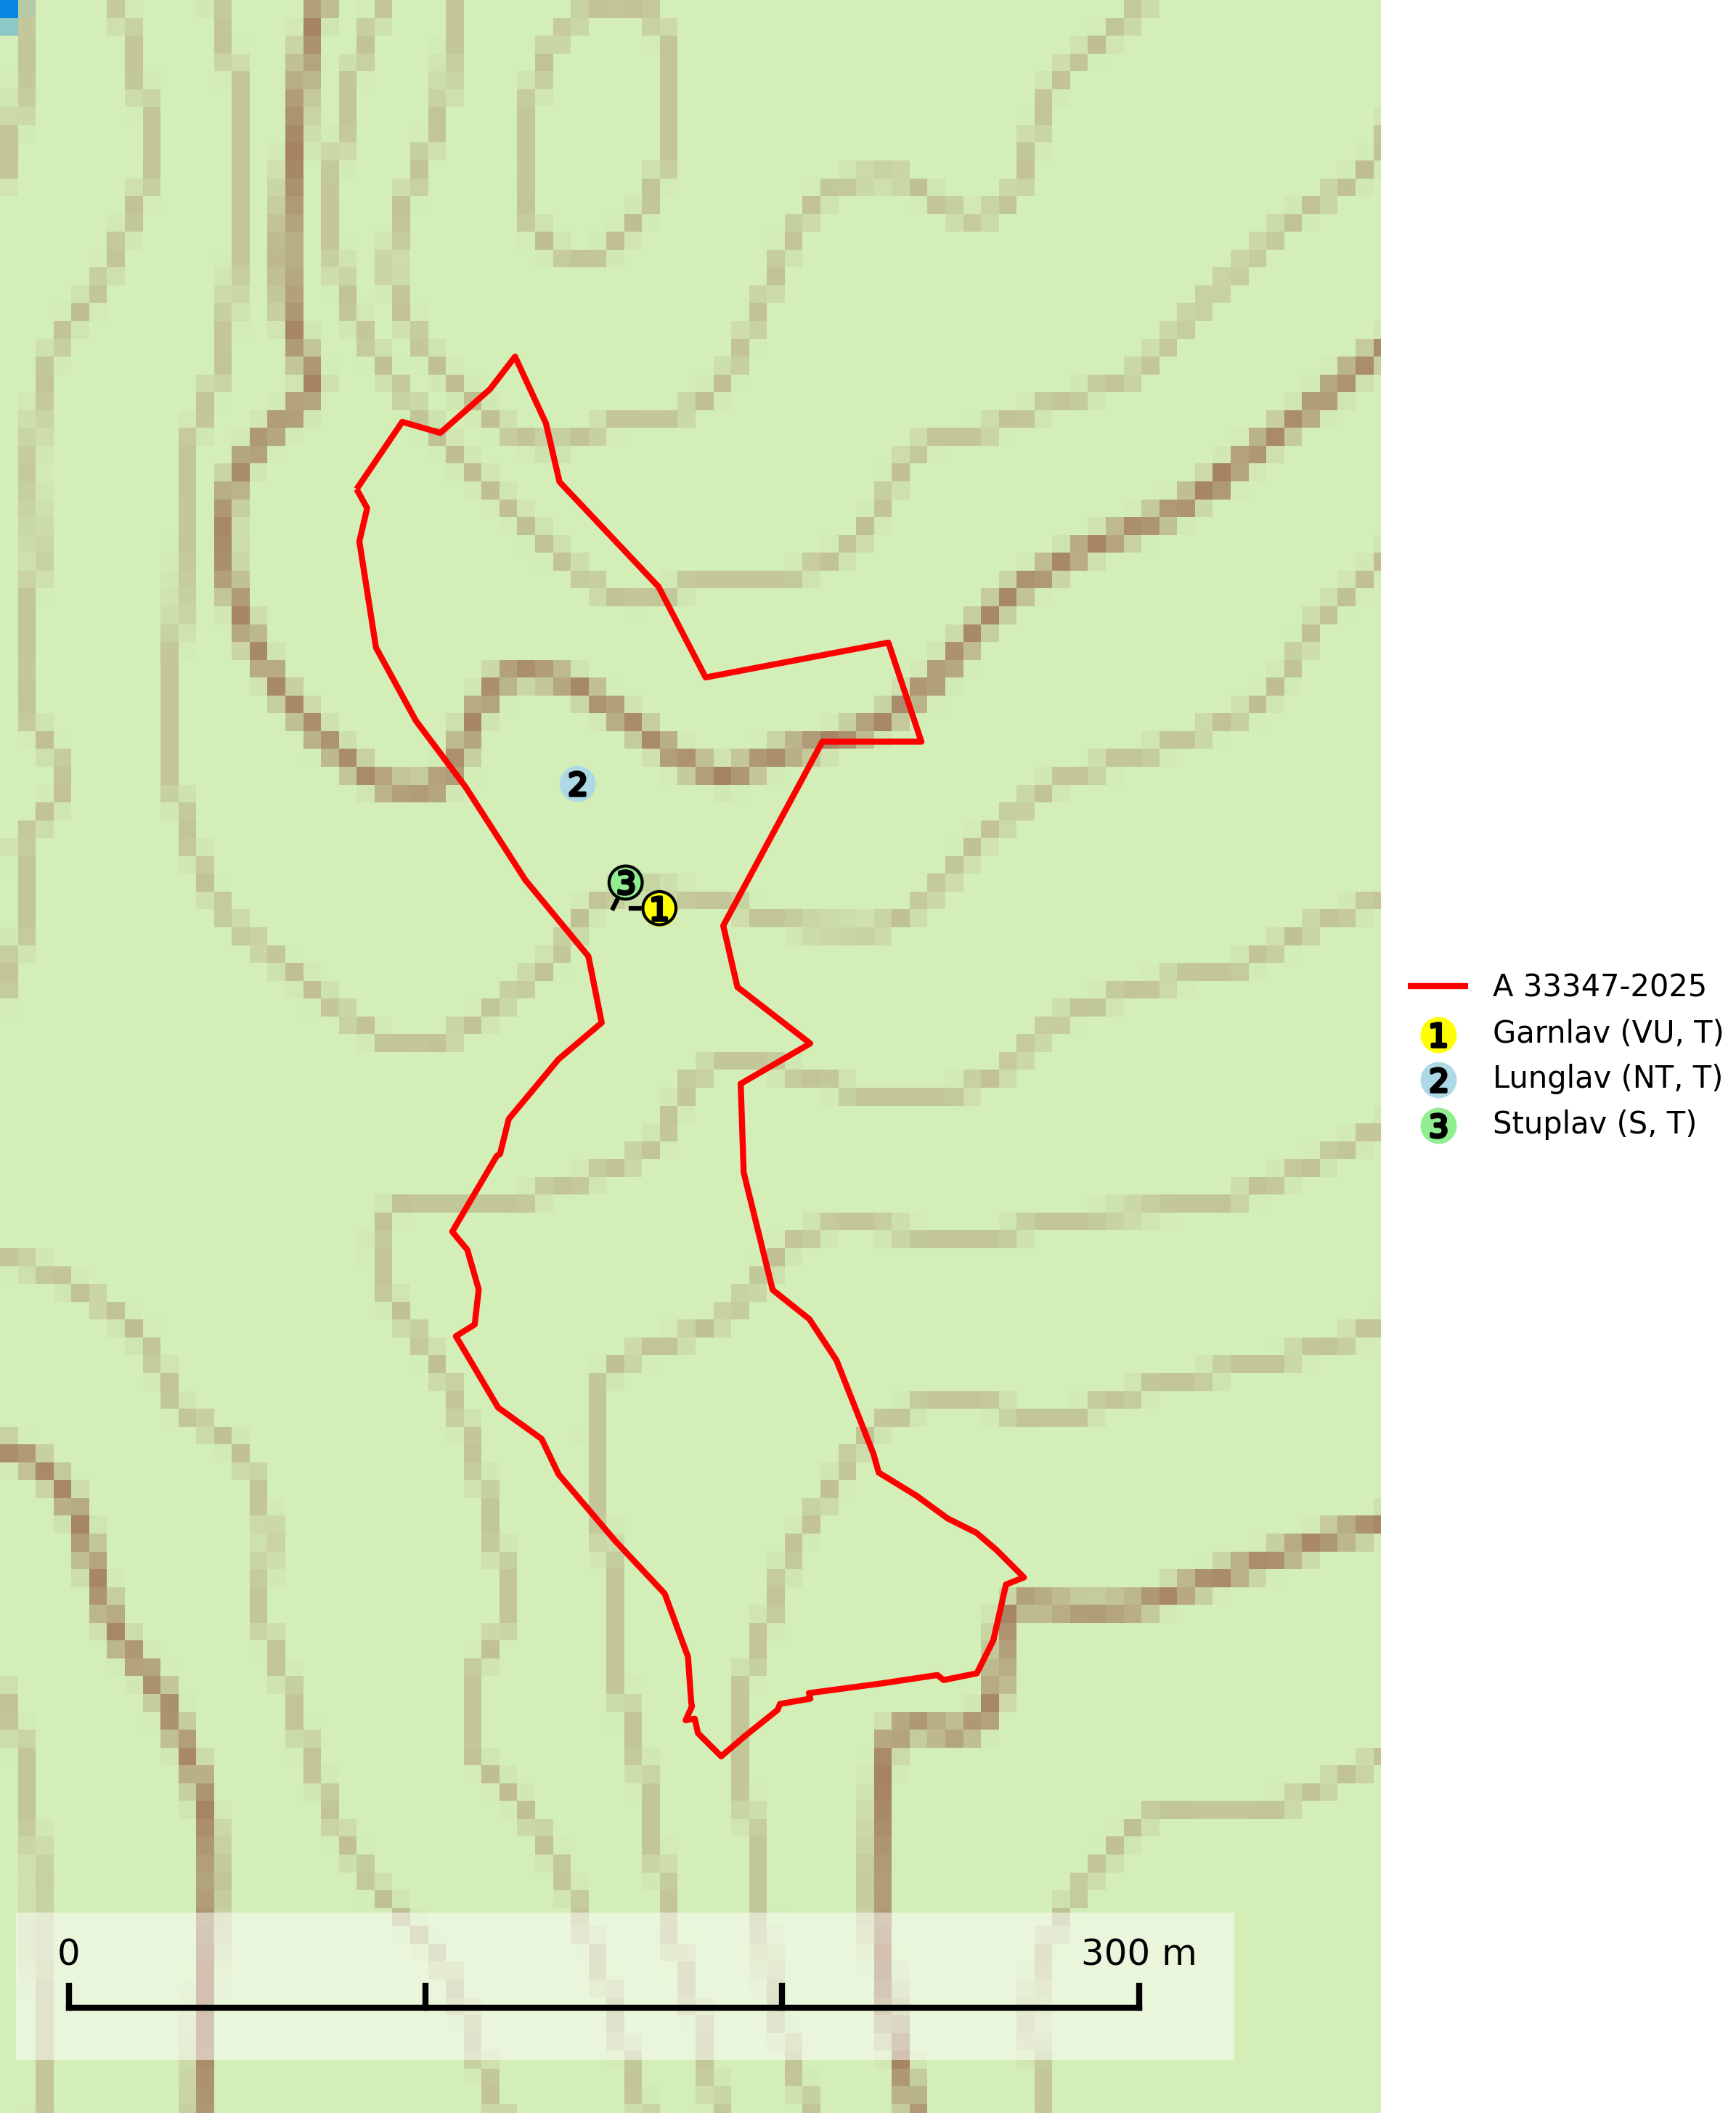 2
3
1
A 33347-2025
1 Garnlav (VU, T)
2 Lunglav (NT, T)
3 Stuplav (S, T)
0 300 m